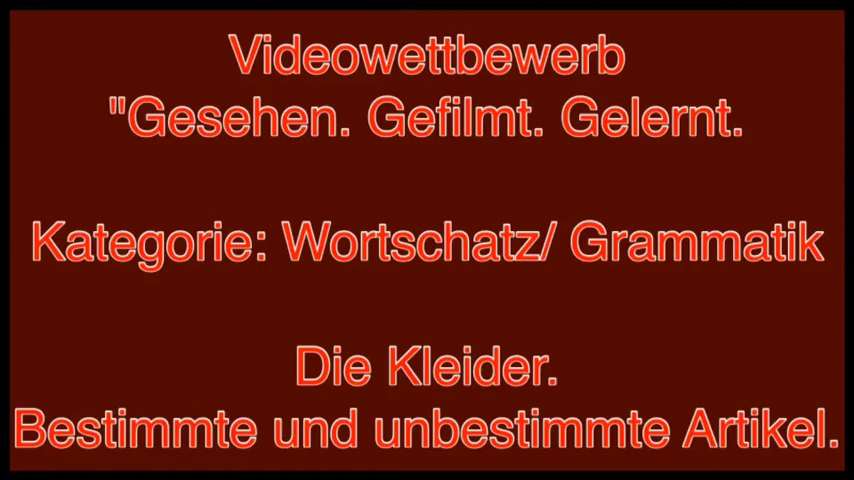 Videowettbewerb
"Gesehen. Gefilmt. Gelernt.
Kategorie: Wortschatz/ Grammatik
Die Kleider.
Bestimmte und unbestimmte Artikel.